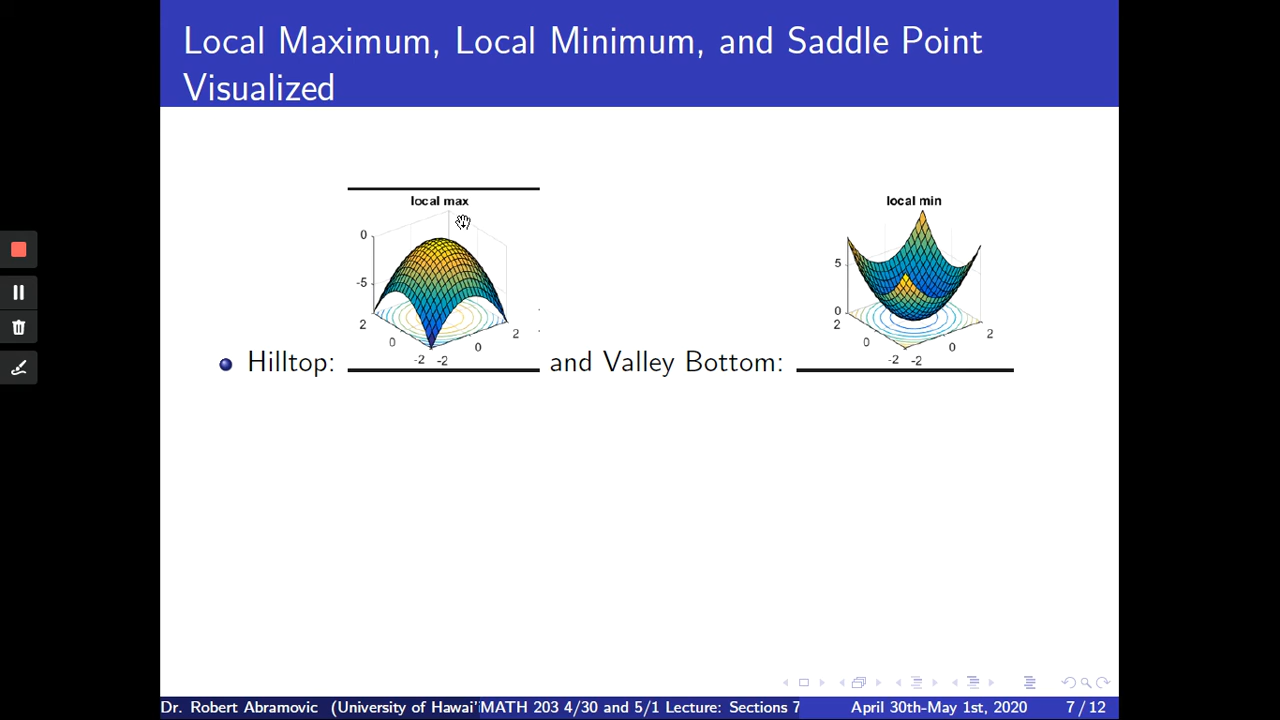 Local Maximum, Local Minimum, and Saddle Point
Visualized
local max
0
-5
2
0
-2
-2
0
2
local min
5
0
2
0
-2
-2
0
2
Hilltop:
and Valley Bottom:
Dr. Robert Abramovic (University of Hawai'i
MATH 203 4/30 and 5/1 Lecture: Sections 7
April 30th-May 1st, 2020
7 / 12